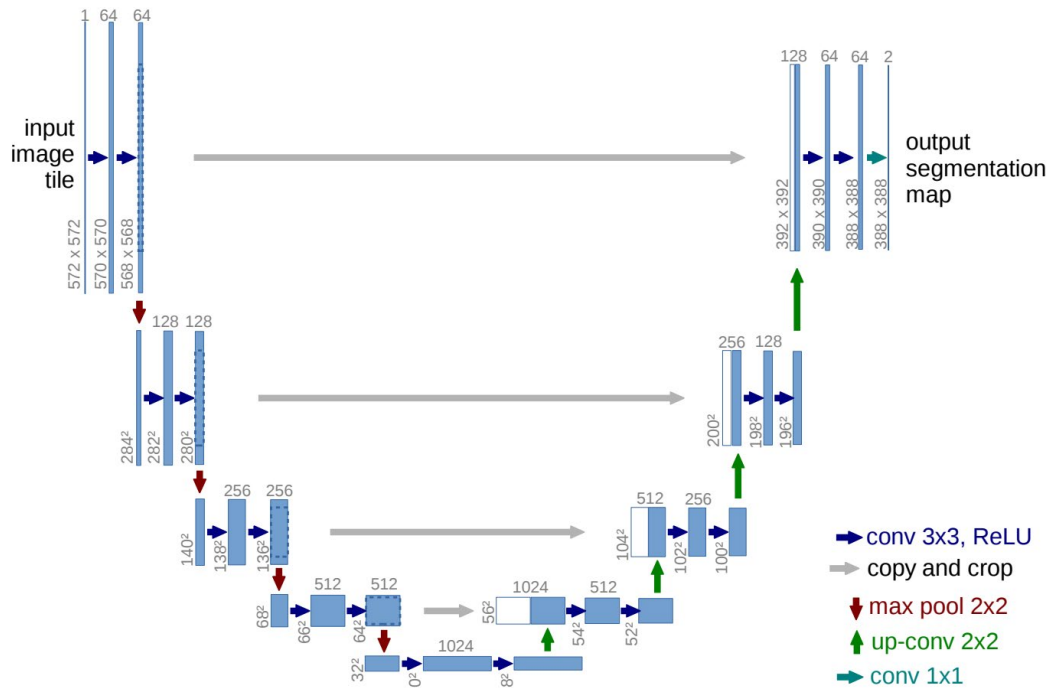 1 64 64
128 64 64 2
input
image
tile
output
segmentation
map
572 x 572
570 x 570
568 x 568
392 x 392
390 x 390
388 x 388
388 x 388
128 128
256 128
284²
282²
280²
200²
198²
196²
256 256
512 256
140²
138²
136²
104²
102²
100²
512 512
1024 512
68²
66²
64²
56²
54²
52²
1024
32²
0²
8²
conv 3x3, ReLU
copy and crop
max pool 2x2
up-conv 2x2
conv 1x1